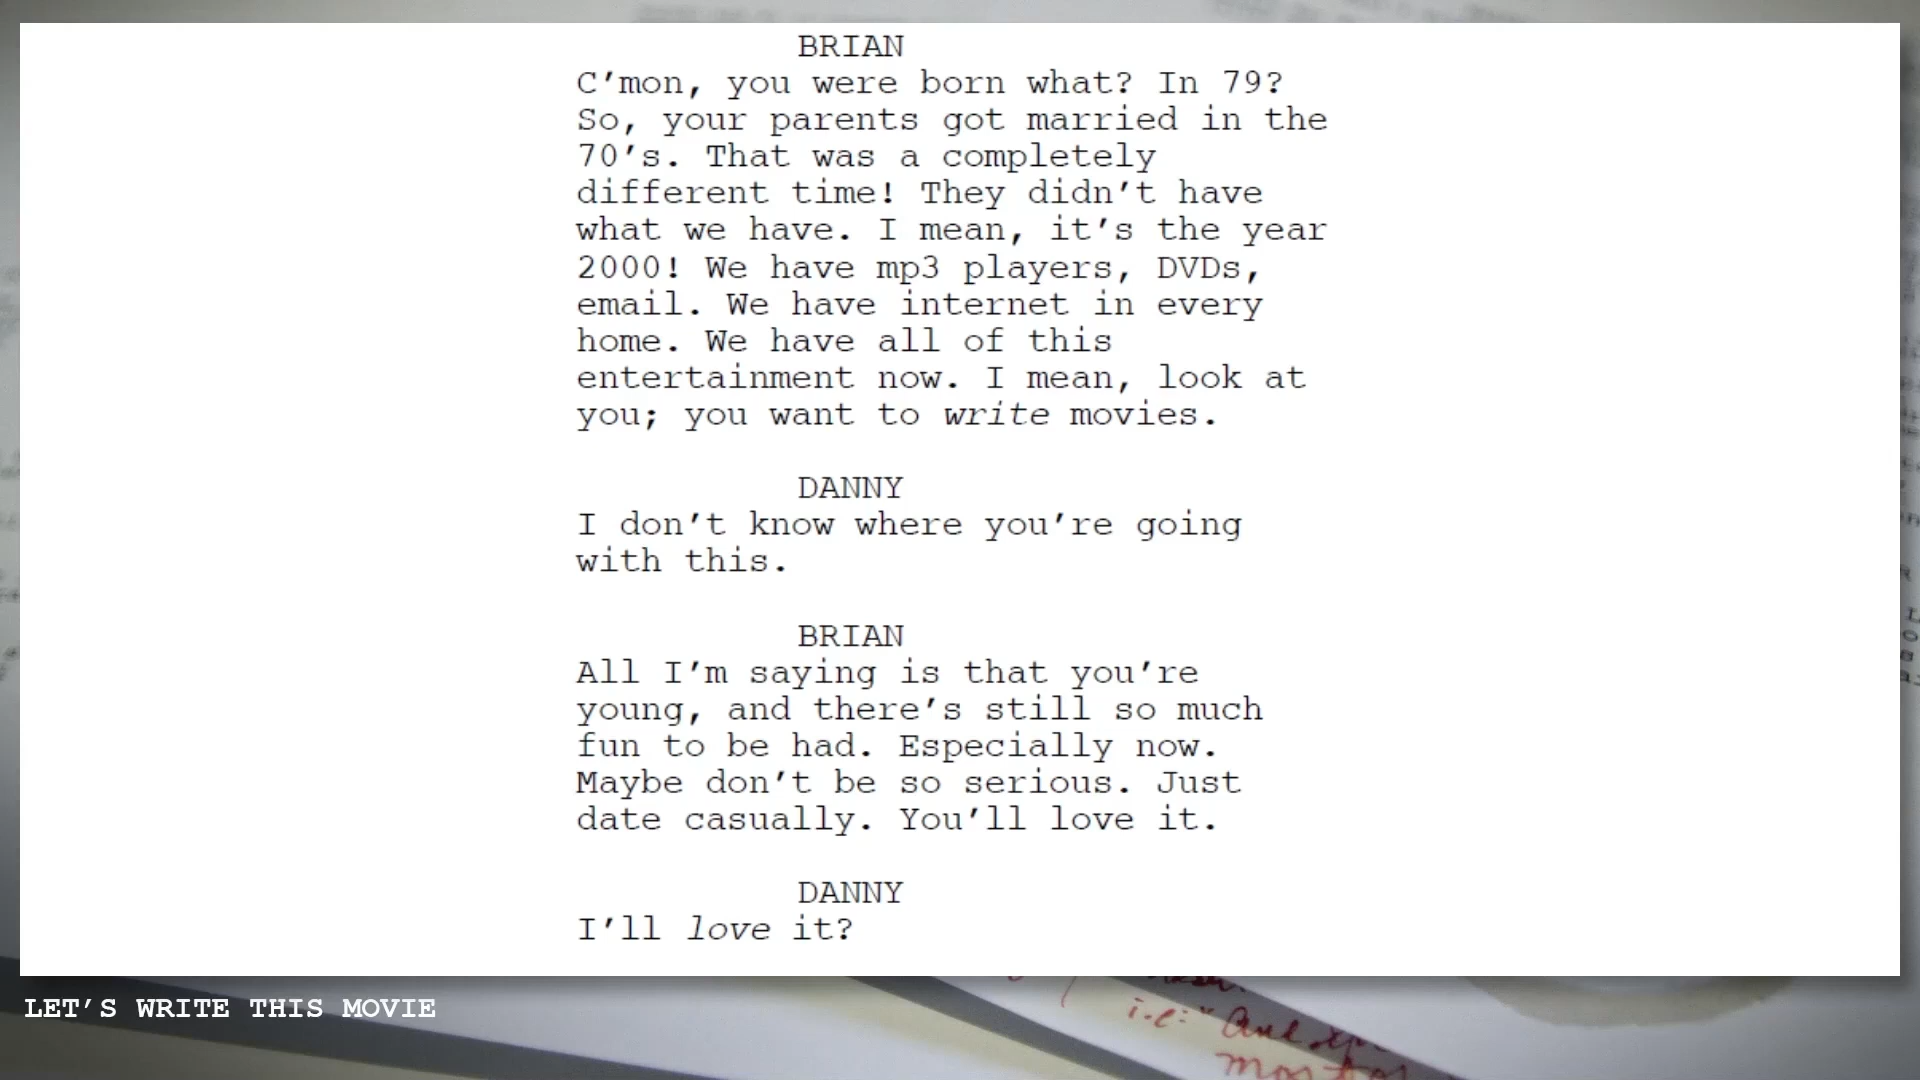 BRIAN
C'mon, you were born what? In 79?
So, your parents got married in the
70's. That was a completely
different time! They didn't have
what we have. I mean, it's the year
2000! We have mp3 players, DVDs,
email. We have internet in every
home. We have all of this
entertainment now. I mean, look at
you; you want to write movies.
DANNY
I don't know where you're going
with this.
BRIAN
All I'm saying is that you're
young, and there's still so much
fun to be had. Especially now.
Maybe don't be so serious. Just
date casually. You'll love it.
DANNY
I'll love it?
LET'S WRITE THIS MOVIE
i.e: